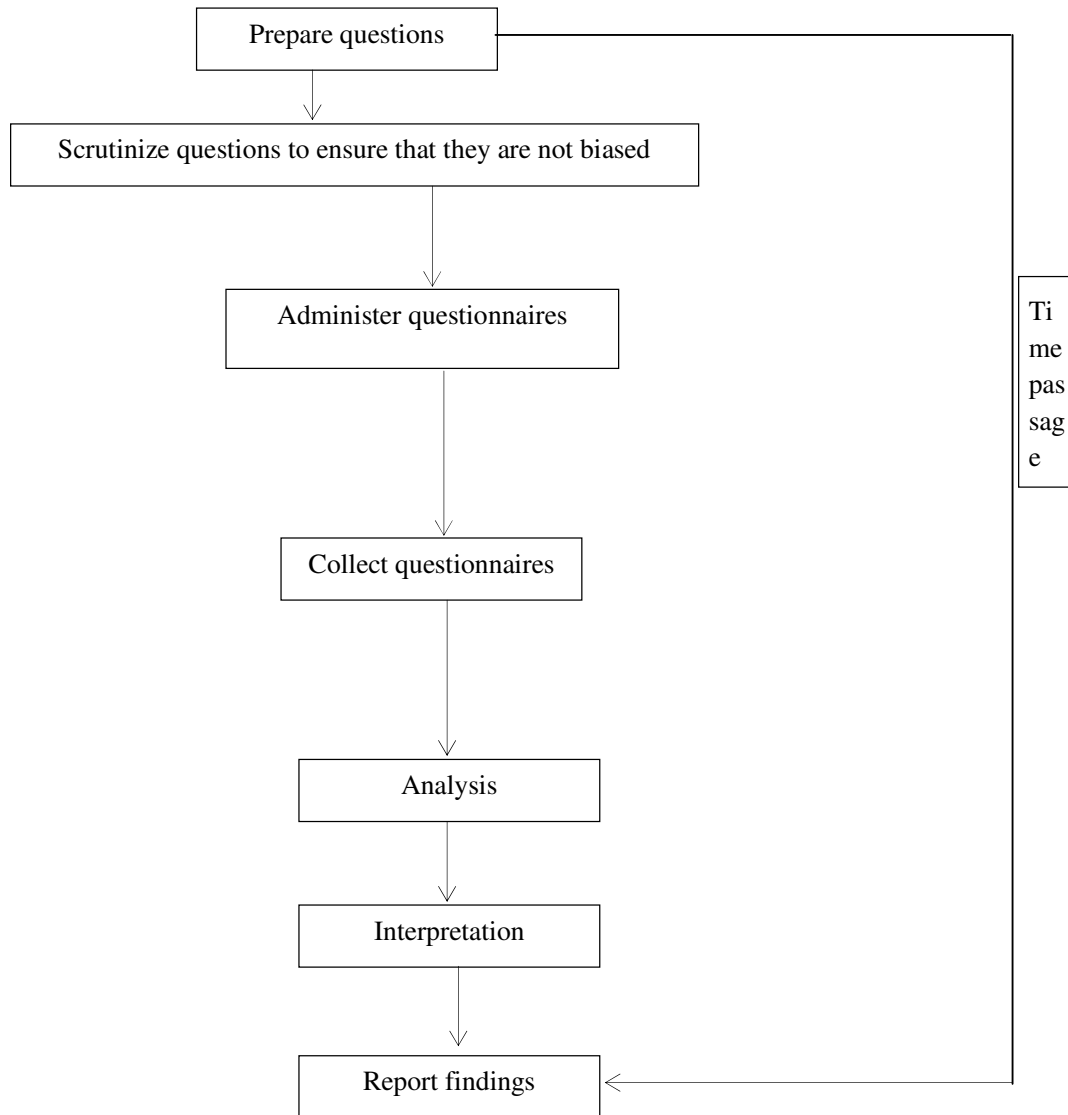 Prepare questions
Scrutinize questions to ensure that they are not biased
Administer questionnaires
Ti
me
pas
sag
e
Collect questionnaires
Analysis
Interpretation
Report findings